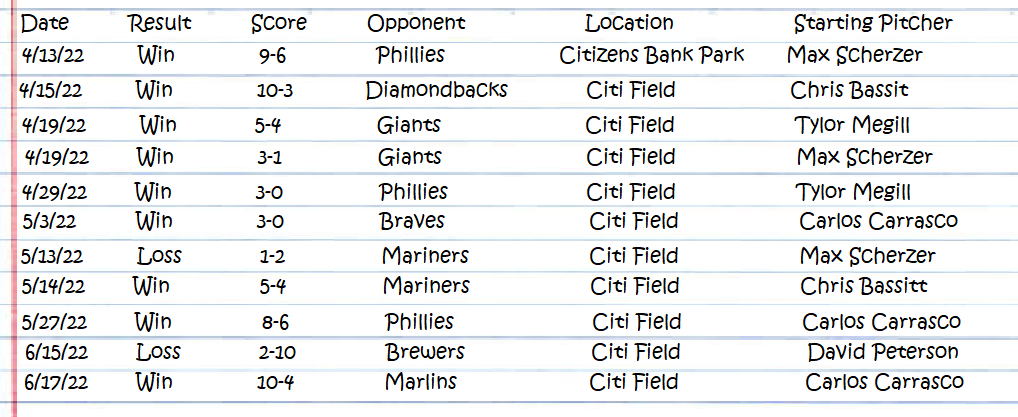 Date Result Score Opponent Location Starting Pitcher
4/13/22 Win 9-6 Phillies Citizens Bank Park Max Scherzer
4/15/22 Win 10-3 Diamondbacks Citi Field Chris Bassit
4/19/22 Win 5-4 Giants Citi Field Tylor Megill
4/19/22 Win 3-1 Giants Citi Field Max Scherzer
4/29/22 Win 3-0 Phillies Citi Field Tylor Megill
5/3/22 Win 3-0 Braves Citi Field Carlos Carrasco
5/13/22 Loss 1-2 Mariners Citi Field Max Scherzer
5/14/22 Win 5-4 Mariners Citi Field Chris Bassitt
5/27/22 Win 8-6 Phillies Citi Field Carlos Carrasco
6/15/22 Loss 2-10 Brewers Citi Field David Peterson
6/17/22 Win 10-4 Marlins Citi Field Carlos Carrasco